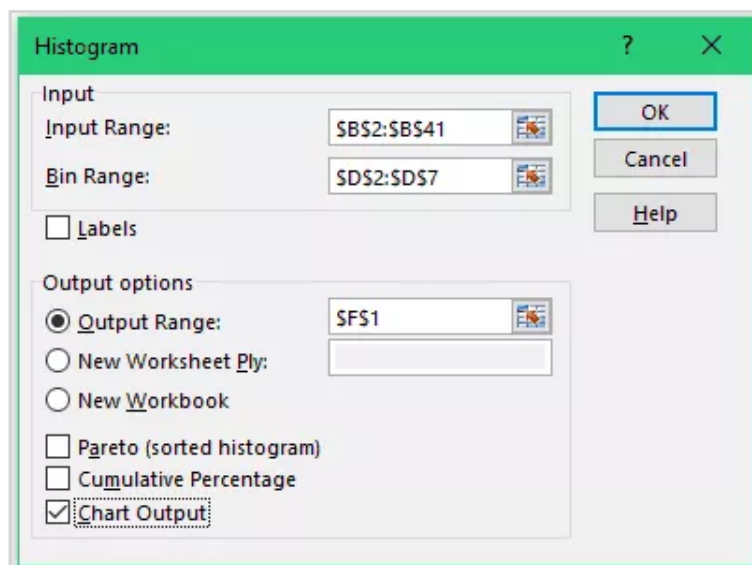 Histogram ?
Input
Input Range: $B$2:$B$41
Bin Range: $D$2:$D$7
Labels
OK
Cancel
Help
Output options
Output Range: $F$1
New Worksheet Ply:
New Workbook
Pareto (sorted histogram)
Cumulative Percentage
Chart Output